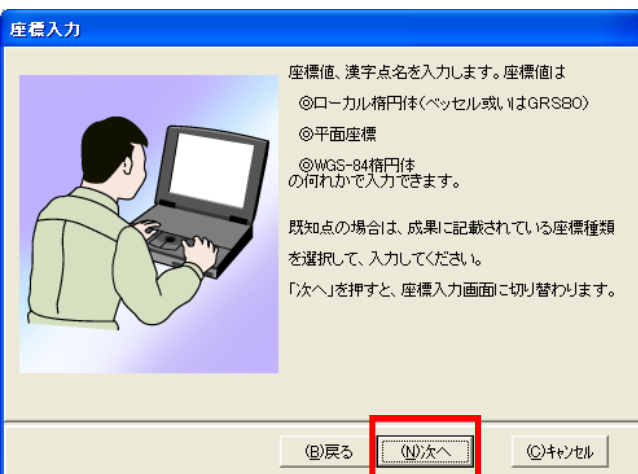 座標入力
座標値、漢字点名を入力します。座標値は
◎ローカル楕円体(ベッセル或いはGRS80)
◎平面座標
◎WGS-84楕円体
の何れかで入力できます。
既知点の場合は、成果に記載されている座標種類
を選択して、入力してください。
「次へ」を押すと、座標入力画面に切り替わります。
(B)戻る (N)次へ (C)キャンセル